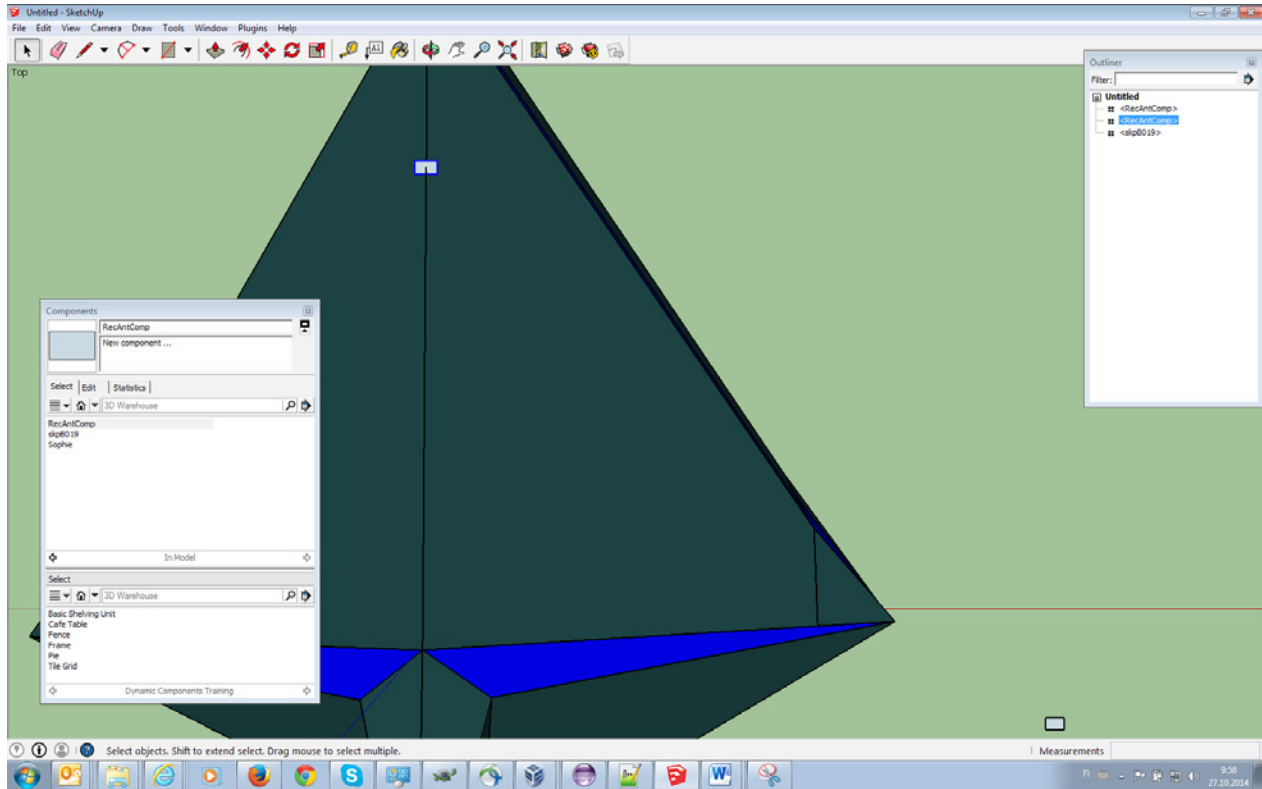 Untitled - SketchUp
File Edit View Camera Draw Tools Window Plugins Help
A1
Top
Outliner
Filter:
Untitled
<RecAntComp>
<RecAntComp>
<skp8019>
Components
RecAntComp
New component ...
Select Edit Statistics
3D Warehouse
RecAntComp
skp8019
Sophie
In Model
Select
3D Warehouse
Basic Shelving Unit
Cafe Table
Fence
Frame
Pie
Tile Grid
Dynamic Components Training
Select objects. Shift to extend select. Drag mouse to select multiple.
Measurements
FI
9:58
27.10.2014